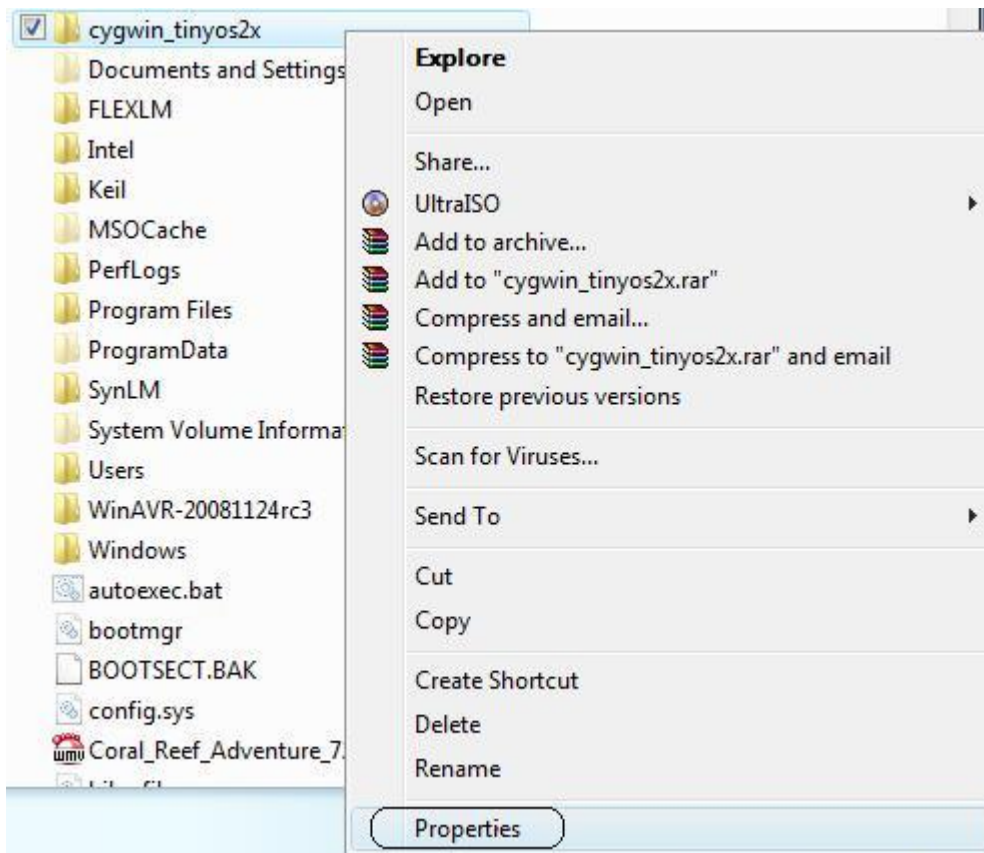 cygwin_tinyos2x
Documents and Settings
FLEXLM
Intel
Keil
MSOCache
PerfLogs
Program Files
ProgramData
SynLM
System Volume Informa
Users
WinAVR-20081124rc3
Windows
autoexec.bat
bootmgr
BOOTSECT.BAK
config.sys
wmv Coral_Reef_Adventure_7
Explore
Open
Share...
UltraISO
Add to archive...
Add to "cygwin_tinyos2x.rar"
Compress and email...
Compress to "cygwin_tinyos2x.rar" and email
Restore previous versions
Scan for Viruses...
Send To
Cut
Copy
Create Shortcut
Delete
Rename
Properties